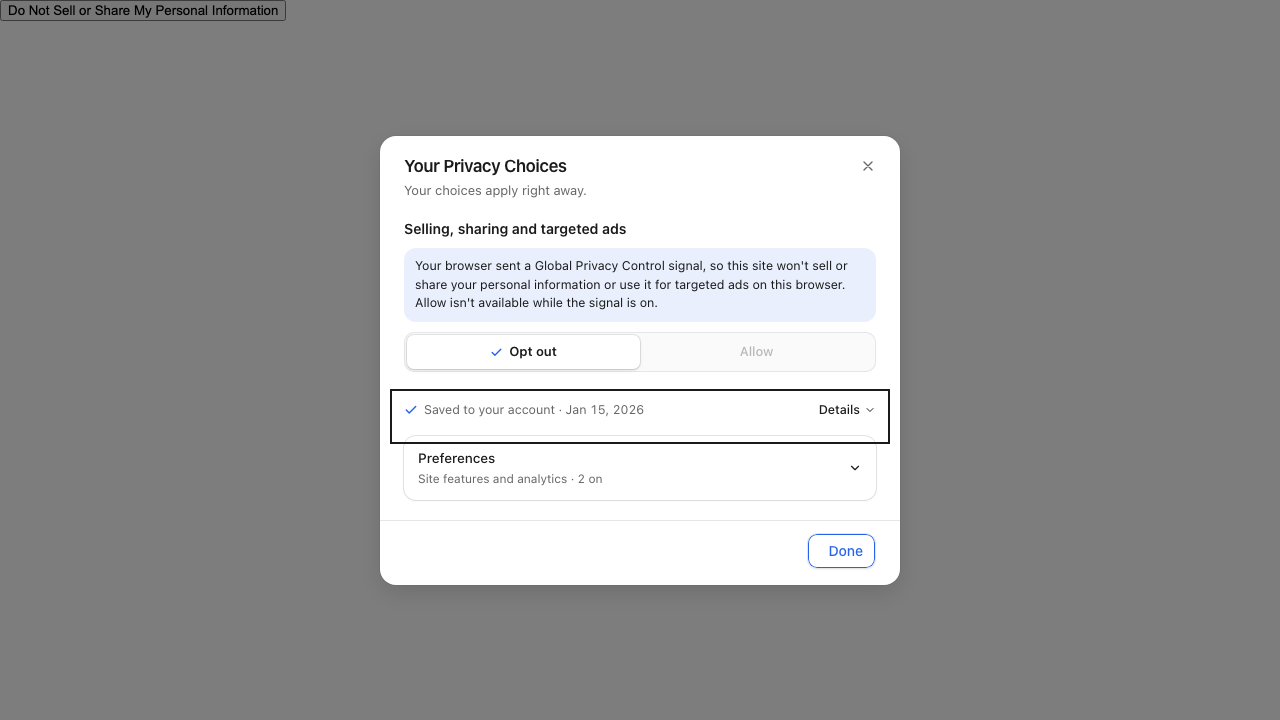 Do Not Sell or Share My Personal Information
Your Privacy Choices
Your choices apply right away.
Selling, sharing and targeted ads
Your browser sent a Global Privacy Control signal, so this site won't sell or
share your personal information or use it for targeted ads on this browser.
Allow isn't available while the signal is on.
Opt out
Allow
Saved to your account · Jan 15, 2026
Details
Preferences
Site features and analytics · 2 on
Done